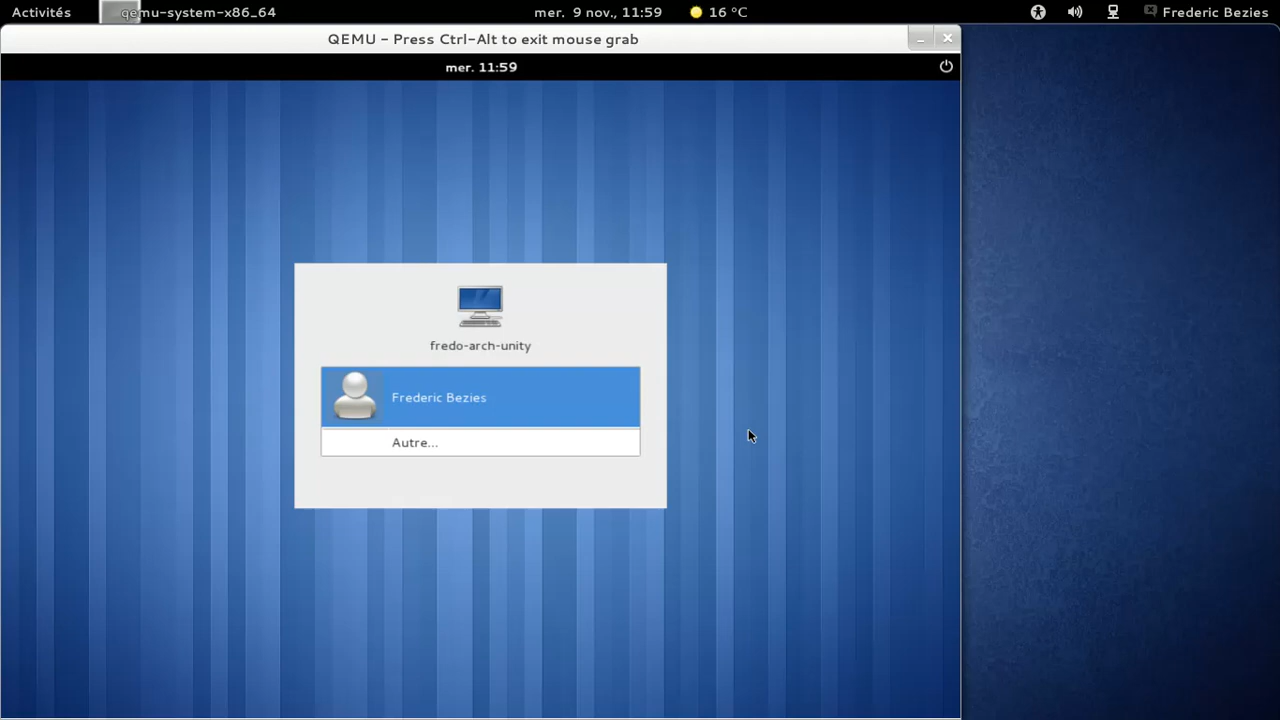 Activités qemu-system-x86_64 mer. 9 nov., 11:59 16 °C Frederic Bezies
QEMU - Press Ctrl-Alt to exit mouse grab
mer. 11:59
fredo-arch-unity
Frederic Bezies
Autre...